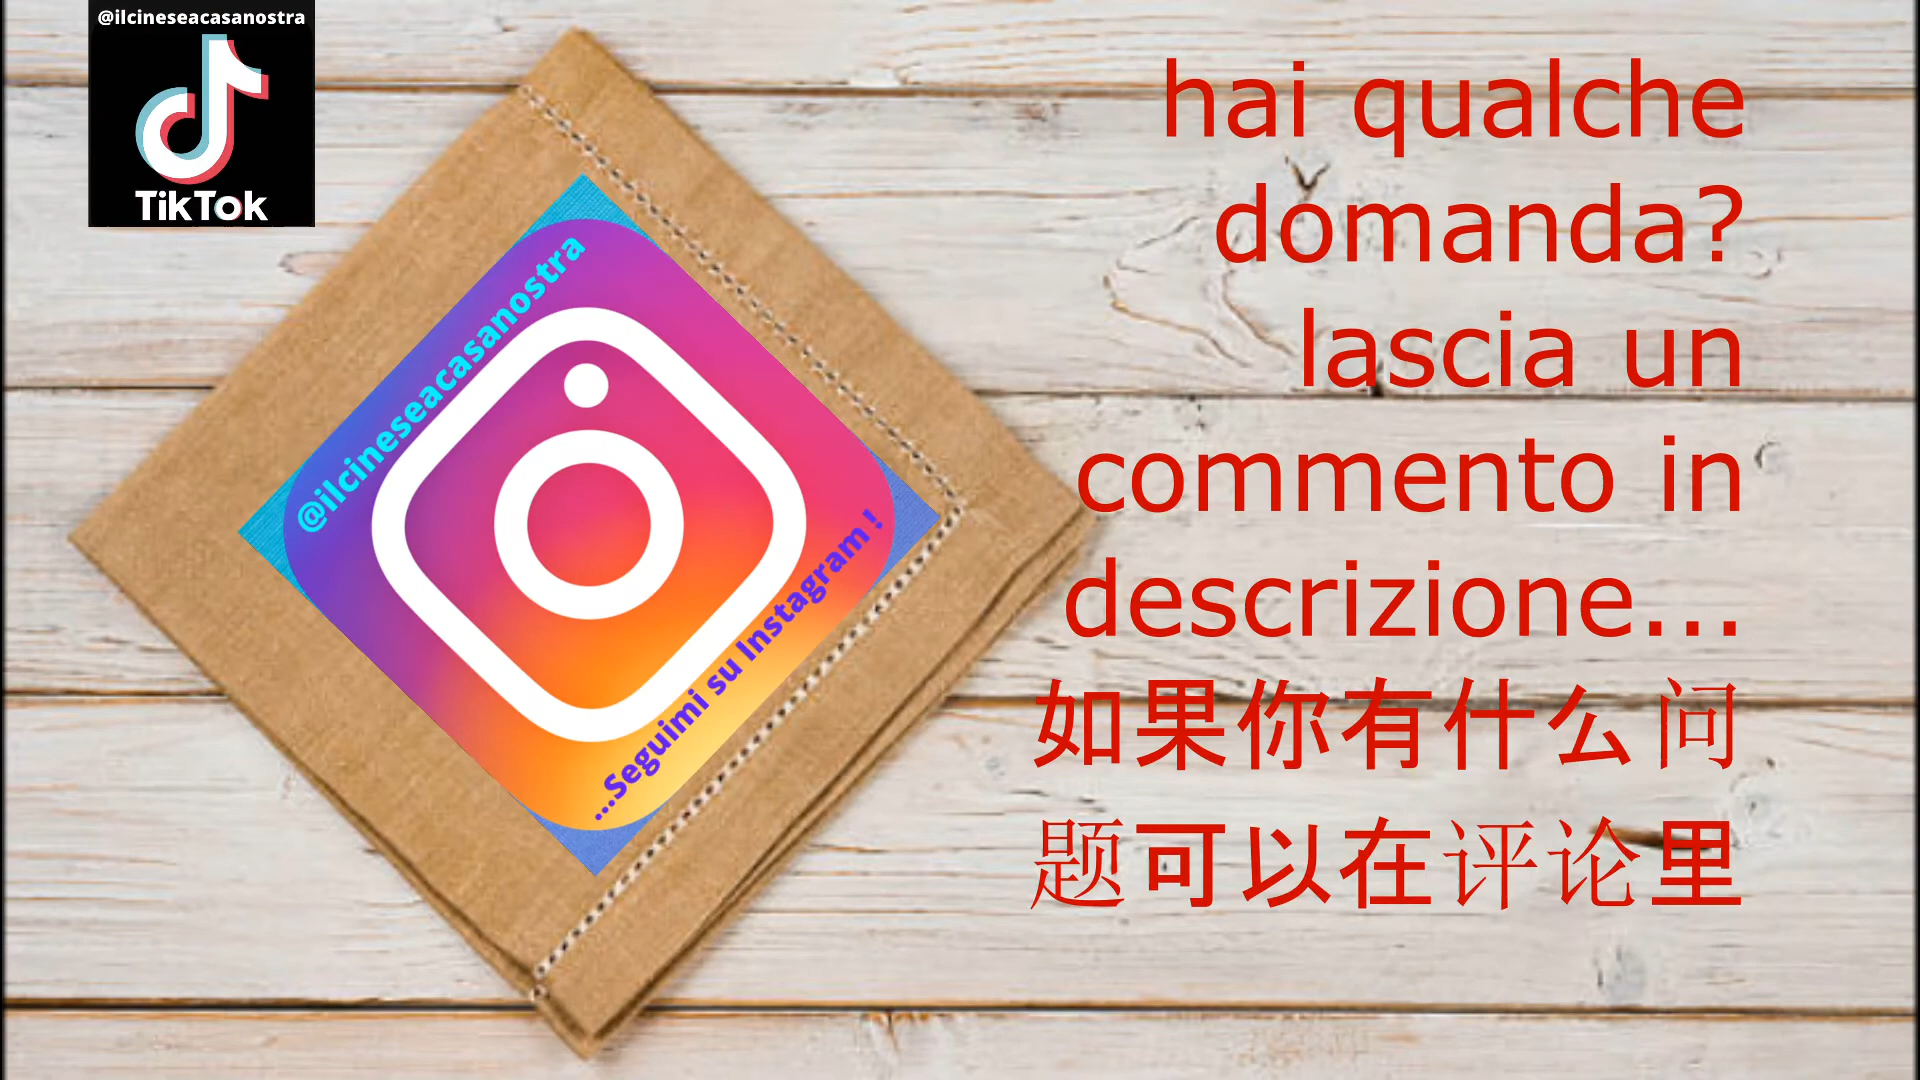 @ilcineseacasanostra
TikTok
@ilcineseacasanostra
...Seguimi su Instagram !
hai qualche
domanda?
lascia un
commento in
descrizione...
如果你有什么问
题可以在评论里